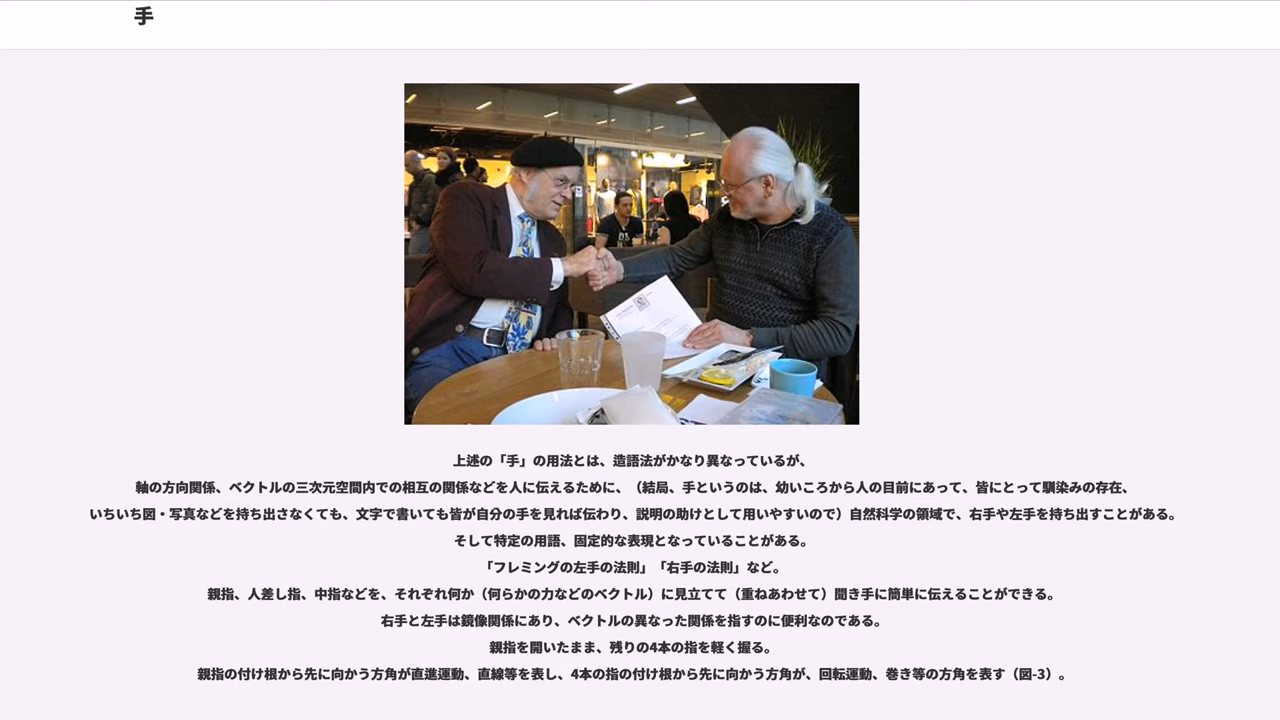 手
上述の「手」の用法とは、造語法がかなり異なっているが、
軸の方向関係、ベクトルの三次元空間内での相互の関係などを人に伝えるために、（結局、手というのは、幼いころから人の目前にあって、皆にとって馴染みの存在、
いちいち図・写真などを持ち出さなくても、文字で書いても皆が自分の手を見れば伝わり、説明の助けとして用いやすいので）自然科学の領域で、右手や左手を持ち出すことがある。
そして特定の用語、固定的な表現となっていることがある。
「フレミングの左手の法則」「右手の法則」など。
親指、人差し指、中指などを、それぞれ何か（何らかの力などのベクトル）に見立てて（重ねあわせて）聞き手に簡単に伝えることができる。
右手と左手は鏡像関係にあり、ベクトルの異なった関係を指すのに便利なのである。
親指を開いたまま、残りの4本の指を軽く握る。
親指の付け根から先に向かう方角が直進運動、直線等を表し、4本の指の付け根から先に向かう方角が、回転運動、巻き等の方角を表す（図-3）。